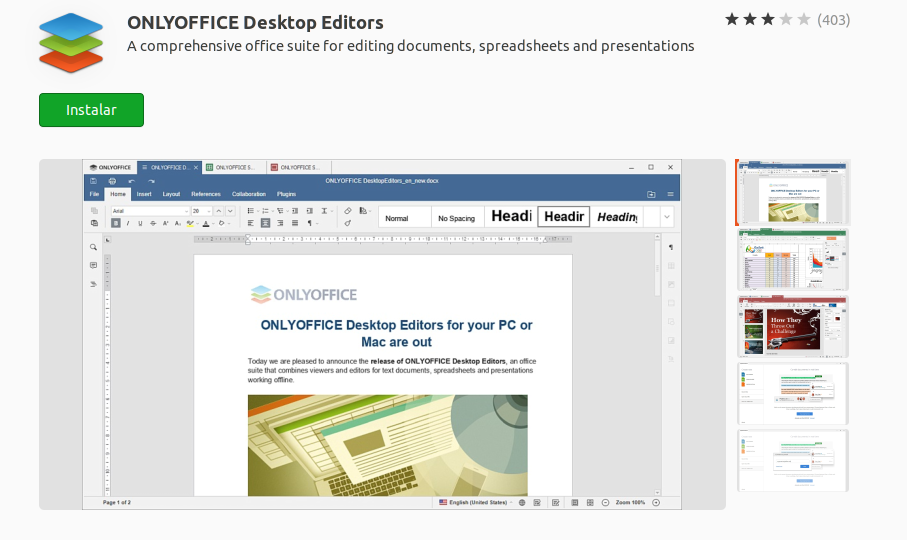 ONLYOFFICE Desktop Editors
(403)
A comprehensive office suite for editing documents, spreadsheets and presentations
Instalar
ONLYOFFICE
ONLYOFFICE D...
ONLYOFFICE S...
ONLYOFFICE S...
ONLYOFFICE DesktopEditors_en_new.docx
File Home Insert Layout References Collaboration Plugins
Arial
28
Normal
No Spacing
Headi
Headir
Heading
ONLYOFFICE
ONLYOFFICE Desktop Editors for your PC or
Mac are out
Today we are pleased to announce the release of ONLYOFFICE Desktop Editors, an office
suite that combines viewers and editors for text documents, spreadsheets and presentations
working offline.
Page 1 of 2
English (United States)
Zoom 100%
How They
Threw Out
a Challenge